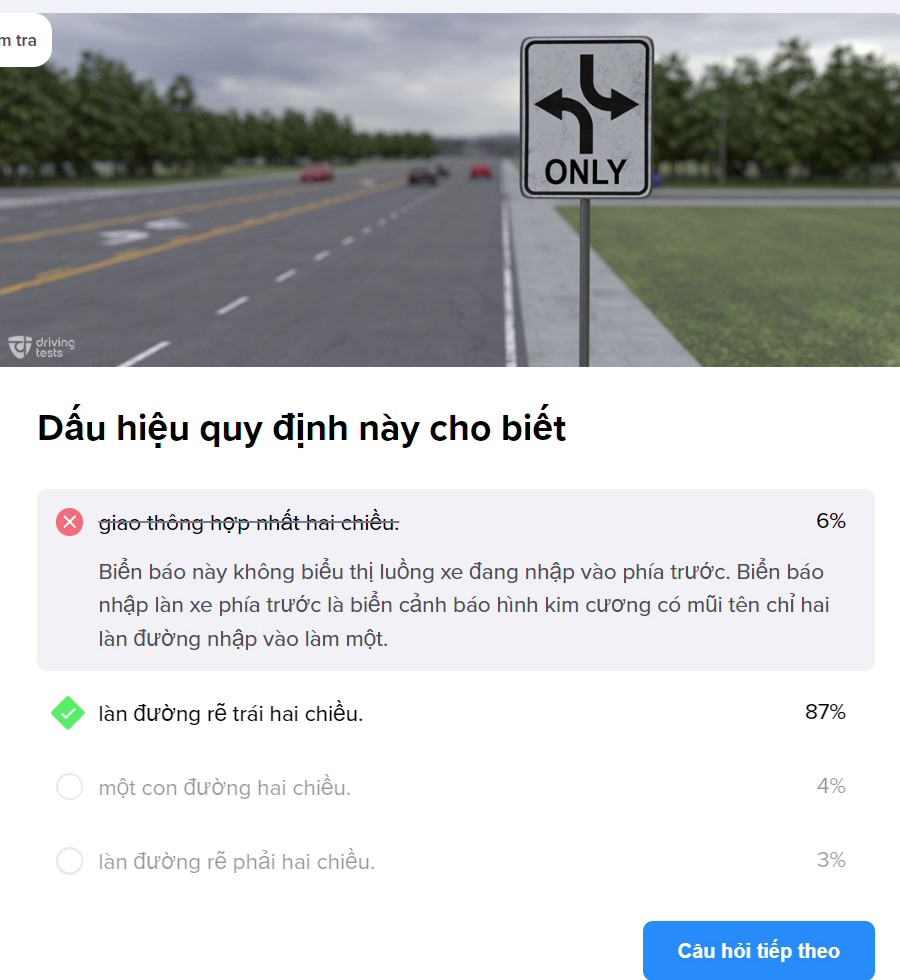 m tra
ONLY
driving
tests
Dấu hiệu quy định này cho biết
giao thông hợp nhất hai chiều.
6%
Biển báo này không biểu thị luồng xe đang nhập vào phía trước. Biển báo
nhập làn xe phía trước là biển cảnh báo hình kim cương có mũi tên chỉ hai
làn đường nhập vào làm một.
làn đường rẽ trái hai chiều.
87%
một con đường hai chiều.
4%
làn đường rẽ phải hai chiều.
3%
Câu hỏi tiếp theo